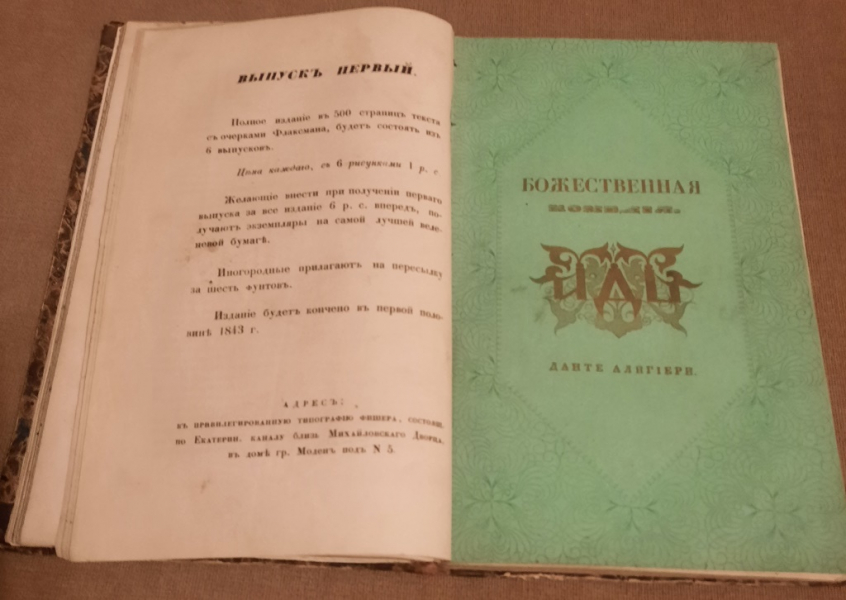 ВЫПУСКЪ ПЕРВЫЙ.
Полное изданіе въ 500 страницъ текста
съ очерками Флаксмана, будетъ состоять изъ
6 выпусковъ.
Цѣна каждаго, съ 6 рисунками 1 р. с.
Желающіе внести при полученіи перваго
выпуска за все изданіе 6 р. с. впередъ, по-
лучаютъ экземпляры на самой лучшей веле-
невой бумагѣ.
Иногородные прилагаютъ на пересылку
за шесть фунтовъ.
Изданіе будетъ кончено въ первой поло-
винѣ 1843 г.
АДРЕСЪ:
ВЪ ПРИВИЛЕГИРОВАННУЮ ТИПОГРАФІЮ ФИШЕРА, СОСТОЯЩ.
ПО ЕКАТЕРИН. КАНАЛУ БЛИЗЬ МИХАЙЛОВСКАГО ДВОРЦА,
ВЪ ДОМѢ ГР. МОДЕНЪ ПОДЪ N 5.
БОЖЕСТВЕННАЯ
КОМЕДІЯ.
АДЪ
ДАНТЕ АЛИГІЕРИ.